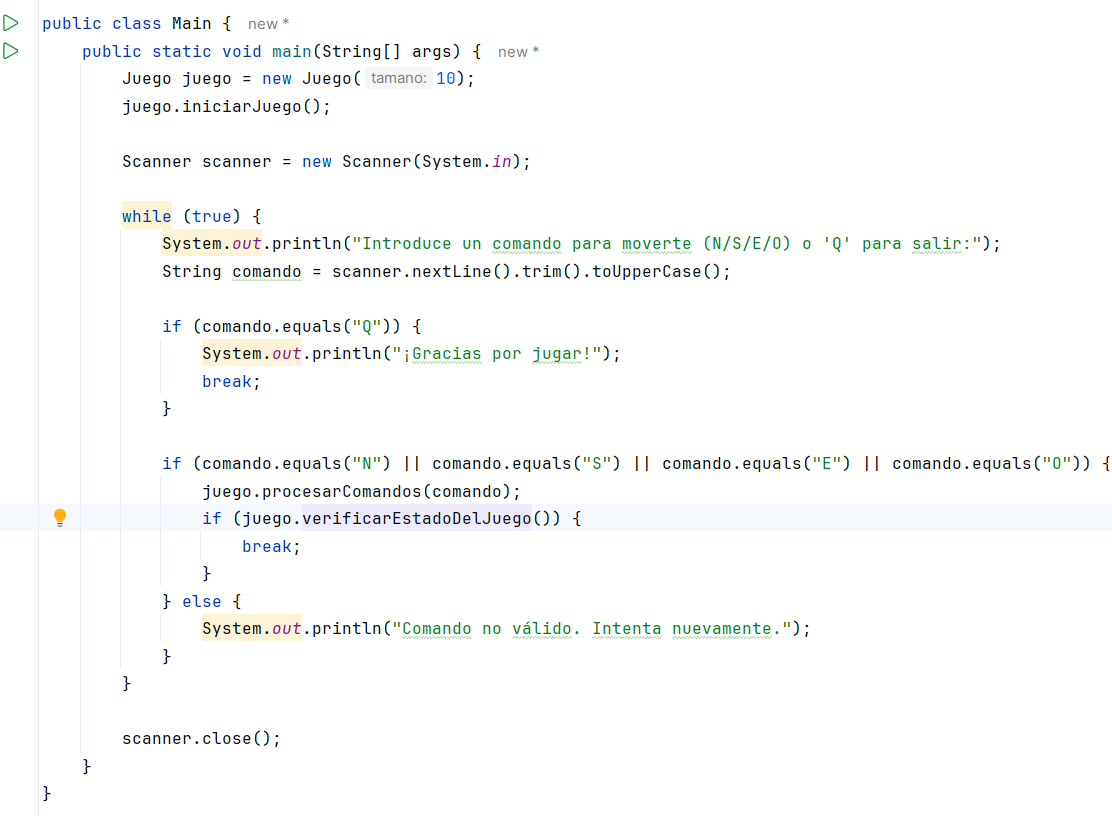 public class Main { new *
    public static void main(String[] args) { new *
        Juego juego = new Juego( tamano: 10);
        juego.iniciarJuego();

        Scanner scanner = new Scanner(System.in);

        while (true) {
            System.out.println("Introduce un comando para moverte (N/S/E/O) o 'Q' para salir:");
            String comando = scanner.nextLine().trim().toUpperCase();

            if (comando.equals("Q")) {
                System.out.println("¡Gracias por jugar!");
                break;
            }

            if (comando.equals("N") || comando.equals("S") || comando.equals("E") || comando.equals("O")) {
                juego.procesarComandos(comando);
                if (juego.verificarEstadoDelJuego()) {
                    break;
                }
            } else {
                System.out.println("Comando no válido. Intenta nuevamente.");
            }
        }

        scanner.close();
    }
}